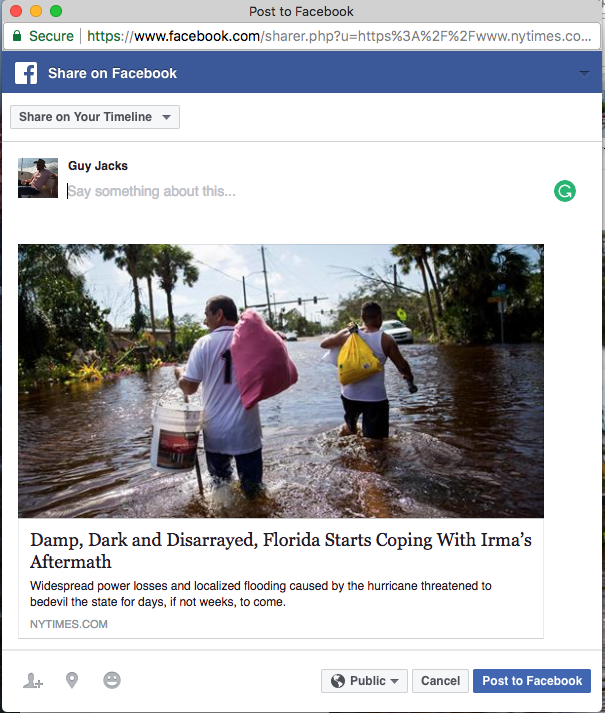 Post to Facebook
Secure | https://www.facebook.com/sharer.php?u=https%3A%2F%2Fwww.nytimes.co...
Share on Facebook
Share on Your Timeline
Guy Jacks
Say something about this...
Damp, Dark and Disarrayed, Florida Starts Coping With Irma’s
Aftermath
Widespread power losses and localized flooding caused by the hurricane threatened to
bedevil the state for days, if not weeks, to come.
NYTIMES.COM
Public
Cancel
Post to Facebook